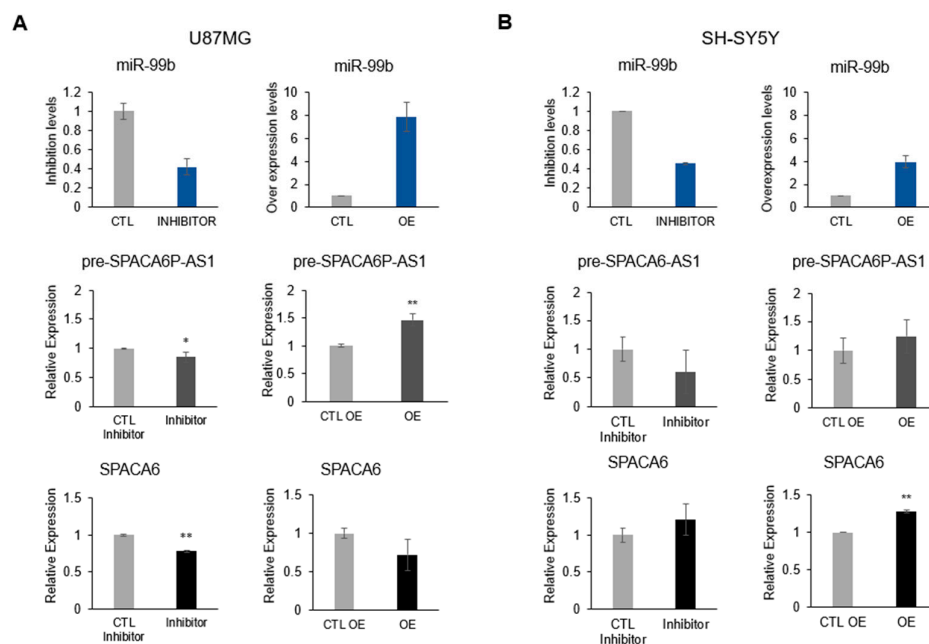 A
U87MG
miR-99b
Inhibition levels
1.2
1
0.8
0.6
0.4
0.2
0
CTL
INHIBITOR
miR-99b
Over expression levels
10
8
6
4
2
0
CTL
OE
pre-SPACA6P-AS1
Relative Expression
2
1.5
1
0.5
0
*
CTL
Inhibitor
Inhibitor
pre-SPACA6P-AS1
Relative Expression
2
1.5
1
0.5
0
**
CTL OE
OE
SPACA6
Relative Expression
1.5
1
0.5
0
**
CTL
Inhibitor
Inhibitor
SPACA6
Relative Expression
1.5
1
0.5
0
CTL OE
OE
B
SH-SY5Y
miR-99b
Inhibition levels
1.2
1
0.8
0.6
0.4
0.2
0
CTL
INHIBITOR
miR-99b
Overexpression levels
10
8
6
4
2
0
CTL
OE
pre-SPACA6-AS1
Relative Expression
2
1.5
1
0.5
0
CTL
Inhibitor
Inhibitor
pre-SPACA6P-AS1
Relative Expression
2
1.5
1
0.5
0
CTL OE
OE
SPACA6
Relative Expression
1.5
1
0.5
0
CTL
Inhibitor
Inhibitor
SPACA6
Relative Expression
1.5
1
0.5
0
**
CTL OE
OE